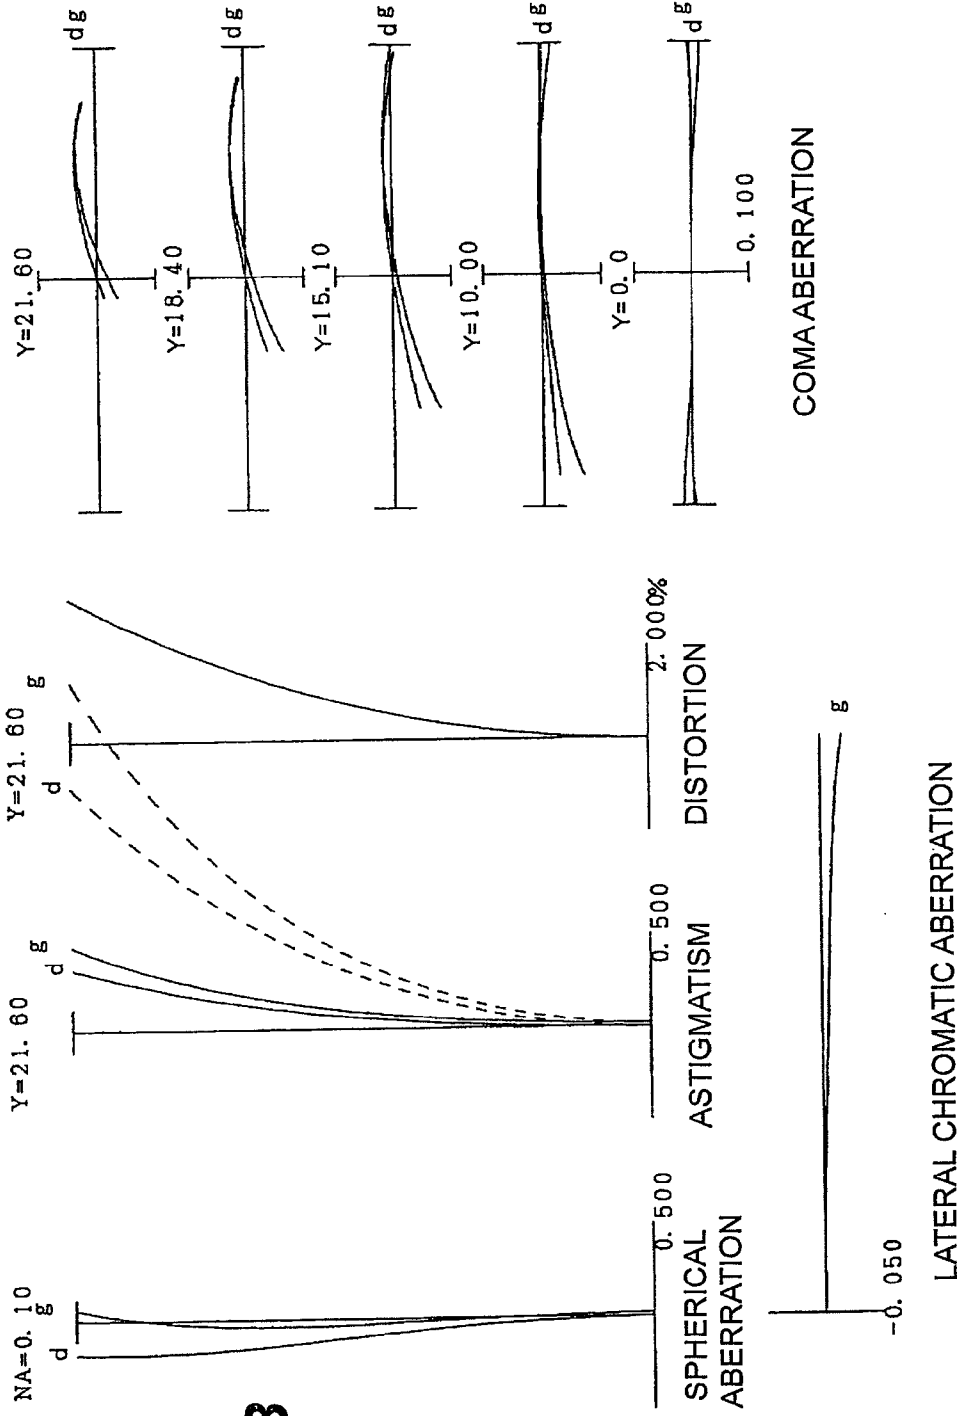 NA=0. 10
d
g
0. 500
SPHERICAL
ABERRATION
Y=21. 60
d
g
0. 500
ASTIGMATISM
Y=21. 60
d
g
2. 000%
DISTORTION
Y=21. 60
d g
Y=18. 40
d g
Y=15. 10
d g
Y=10. 00
d g
Y=0. 0
d g
0. 100
COMA ABERRATION
-0. 050
g
LATERAL CHROMATIC ABERRATION